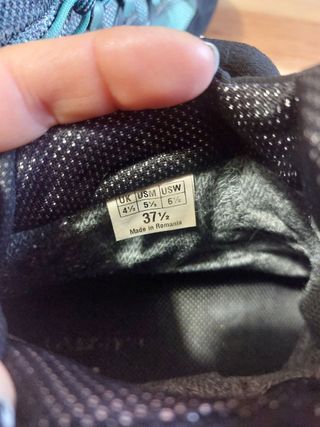 UK USM USW
4½ 5½ 6½
37½
Made in Romania